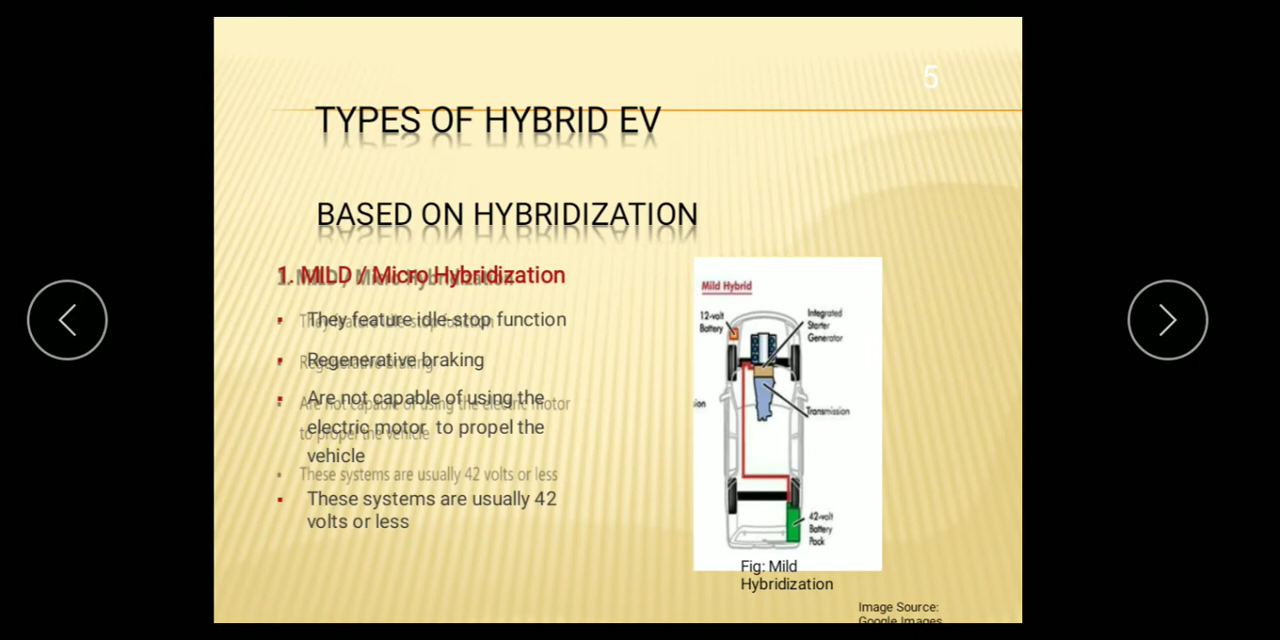 5
TYPES OF HYBRID EV
BASED ON HYBRIDIZATION
1. MILD / Micro Hybridization
▪ They feature idle-stop function
▪ Regenerative braking
▪ Are not capable of using the
electric motor to propel the
vehicle
▪ These systems are usually 42 volts or less
▪ These systems are usually 42
volts or less
Mild Hybrid
12-volt
Battery
Integrated
Starter
Generator
ion
Transmission
42-volt
Battery
Pack
Fig: Mild
Hybridization
Image Source:
Google Images